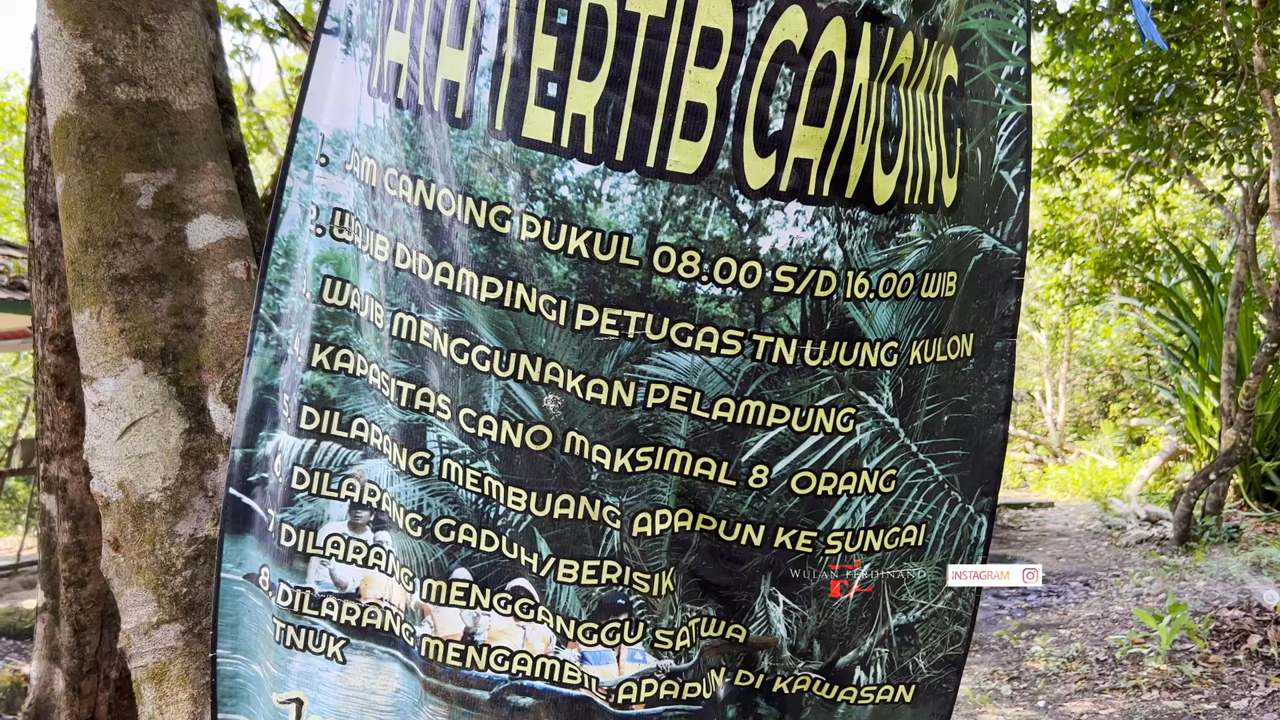 TATA TERTIB CANOING
1. JAM CANOING PUKUL 08.00 S/D 16.00 WIB
2. WAJIB DIDAMPINGI PETUGAS TN UJUNG KULON
3. WAJIB MENGGUNAKAN PELAMPUNG
4. KAPASITAS CANO MAKSIMAL 8 ORANG
5. DILARANG MEMBUANG APAPUN KE SUNGAI
6. DILARANG GADUH/BERISIK
7 DILARANG MENGGANGGU SATWA
8. DILARANG MENGAMBIL APAPUN DI KAWASAN
TNUK
WULAN FERDINAND
INSTAGRAM